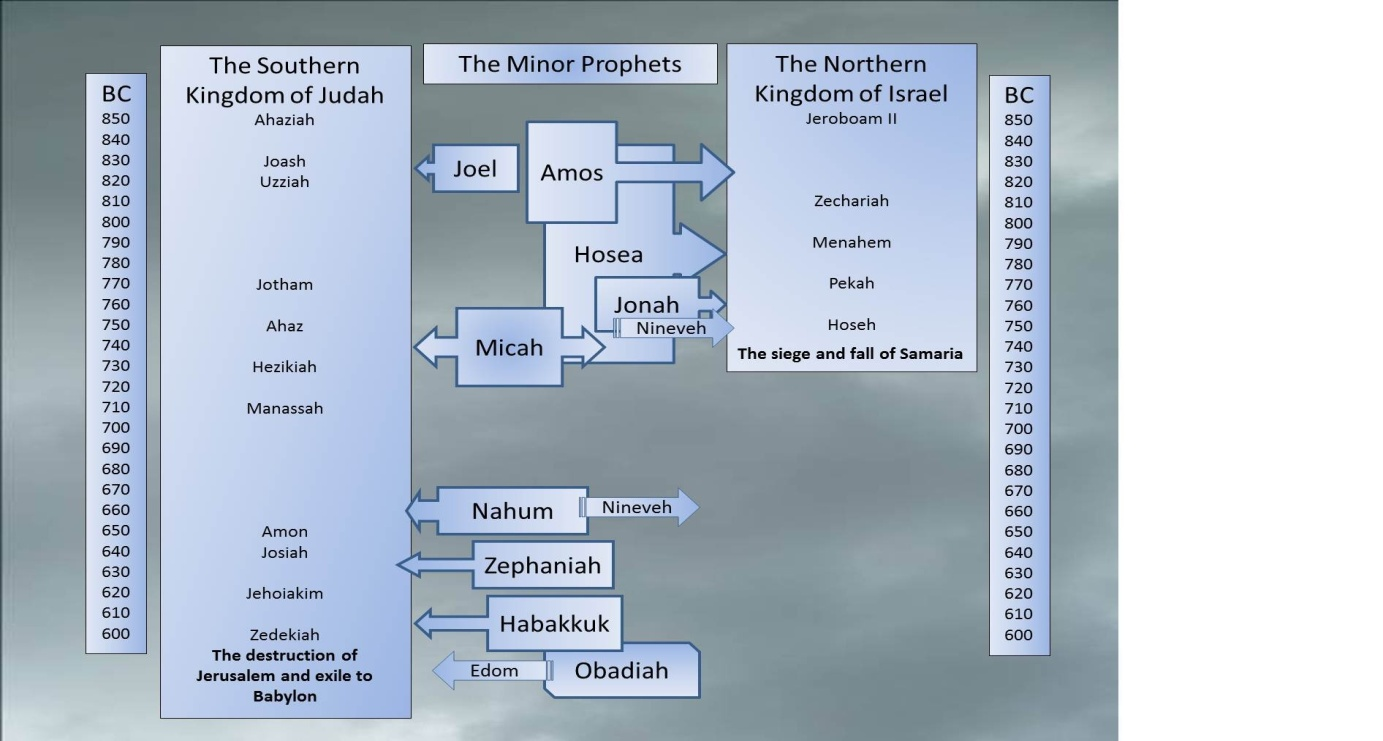 BC
850
840
830
820
810
800
790
780
770
760
750
740
730
720
710
700
690
680
670
660
650
640
630
620
610
600
The Southern
Kingdom of Judah
Ahaziah
Joash
Uzziah
Jotham
Ahaz
Hezikiah
Manassah
Amon
Josiah
Jehoiakim
Zedekiah
The destruction of
Jerusalem and exile to
Babylon
The Minor Prophets
Joel
Amos
Hosea
Jonah
Nineveh
Micah
Nahum
Nineveh
Zephaniah
Habakkuk
Edom
Obadiah
The Northern
Kingdom of Israel
Jeroboam II
Zechariah
Menahem
Pekah
Hoseh
The siege and fall of Samaria
BC
850
840
830
820
810
800
790
780
770
760
750
740
730
720
710
700
690
680
670
660
650
640
630
620
610
600